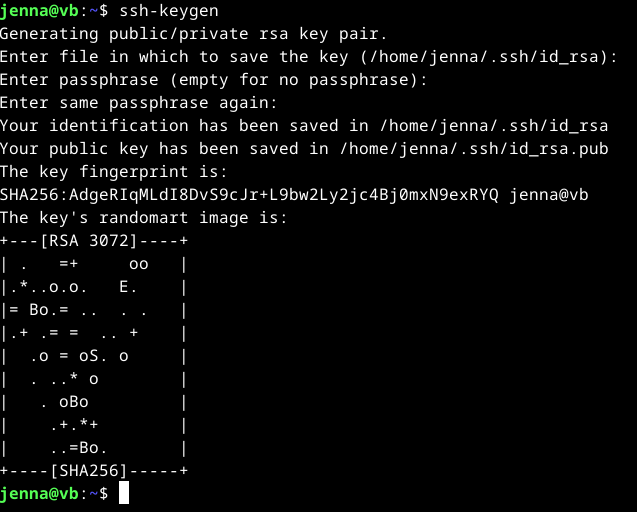 jenna@vb:~$ ssh-keygen
Generating public/private rsa key pair.
Enter file in which to save the key (/home/jenna/.ssh/id_rsa):
Enter passphrase (empty for no passphrase):
Enter same passphrase again:
Your identification has been saved in /home/jenna/.ssh/id_rsa
Your public key has been saved in /home/jenna/.ssh/id_rsa.pub
The key fingerprint is:
SHA256:AdgeRIqMLdI8DvS9cJr+L9bw2Ly2jc4Bj0mxN9exRYQ jenna@vb
The key's randomart image is:
+---[RSA 3072]----+
| .   =+     oo   |
|.*..o.o.   E.    |
|= Bo.= ..  . .   |
|.+ .= =  .. +    |
|  .o = oS. o     |
|  . ..* o        |
|   . oBo         |
|    .+.*+        |
|    ..=Bo.       |
+----[SHA256]-----+
jenna@vb:~$